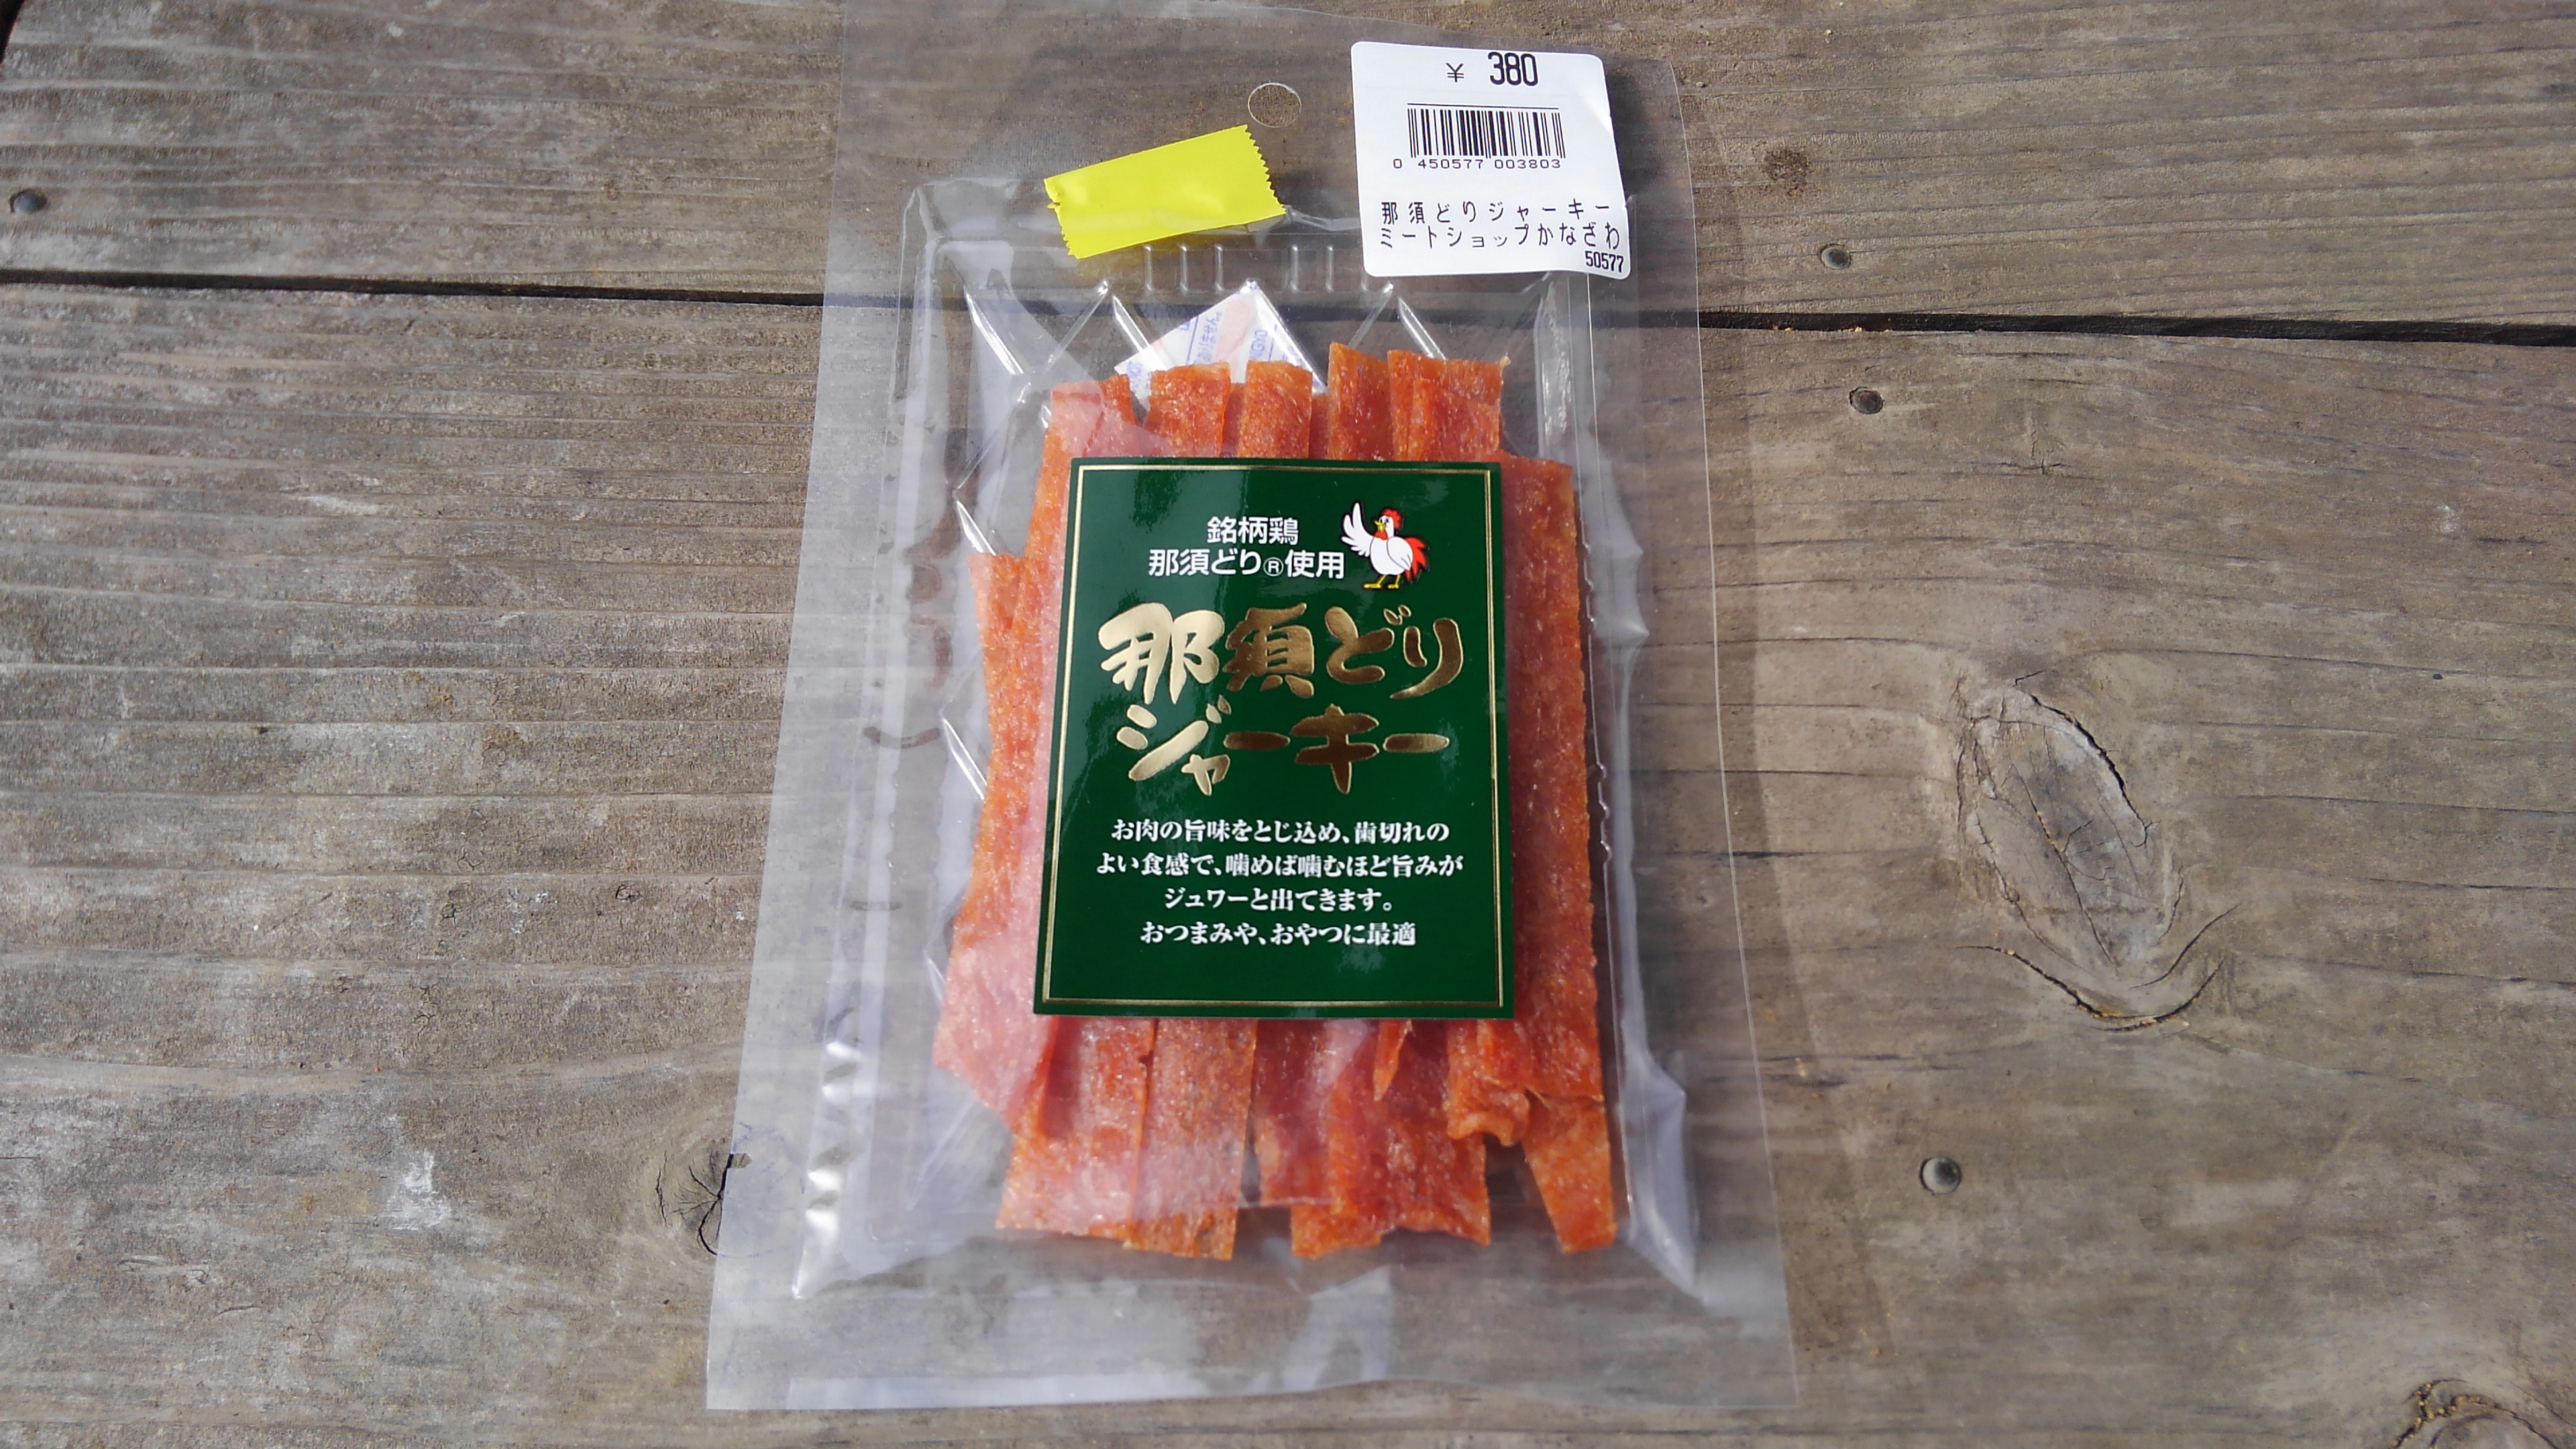 ¥ 380
0 450577 003803
那須どりジャーキー
ミートショップかなざわ
50577
銘柄鶏
那須どり®使用
那須どり
ジャーキー
お肉の旨味をとじ込め、歯切れの
よい食感で、噛めば噛むほど旨みが
ジュワーと出てきます。
おつまみや、おやつに最適